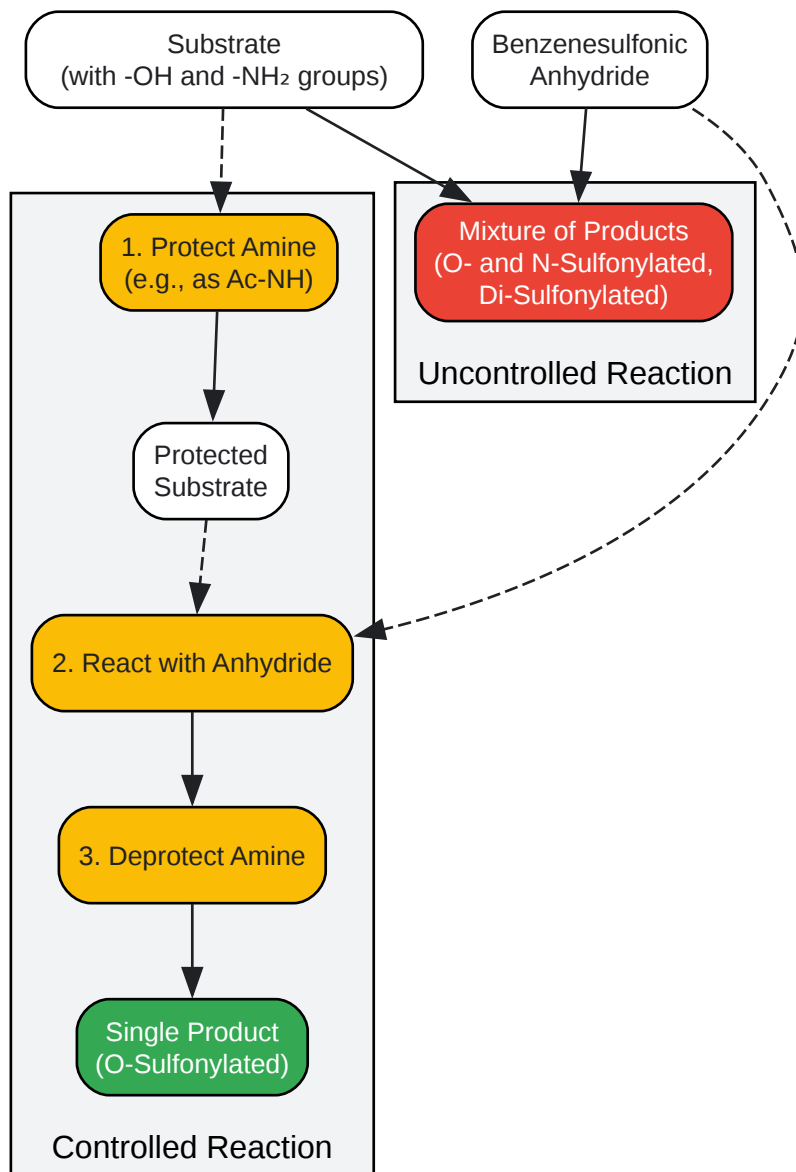 Substrate
(with -OH and -NH₂ groups)
Benzenesulfonic
Anhydride
1. Protect Amine
(e.g., as Ac-NH)
Mixture of Products
(O- and N-Sulfonylated,
Di-Sulfonylated)
Uncontrolled Reaction
Protected
Substrate
2. React with Anhydride
3. Deprotect Amine
Single Product
(O-Sulfonylated)
Controlled Reaction